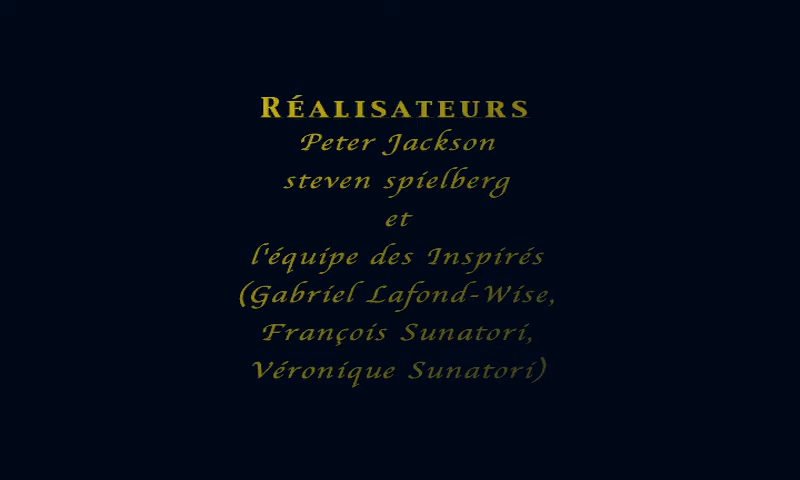 RÉALISATEURS
Peter Jackson
steven spielberg
et
l'équipe des Inspirés
(Gabriel Lafond-Wise,
François Sunatori,
Véronique Sunatori)